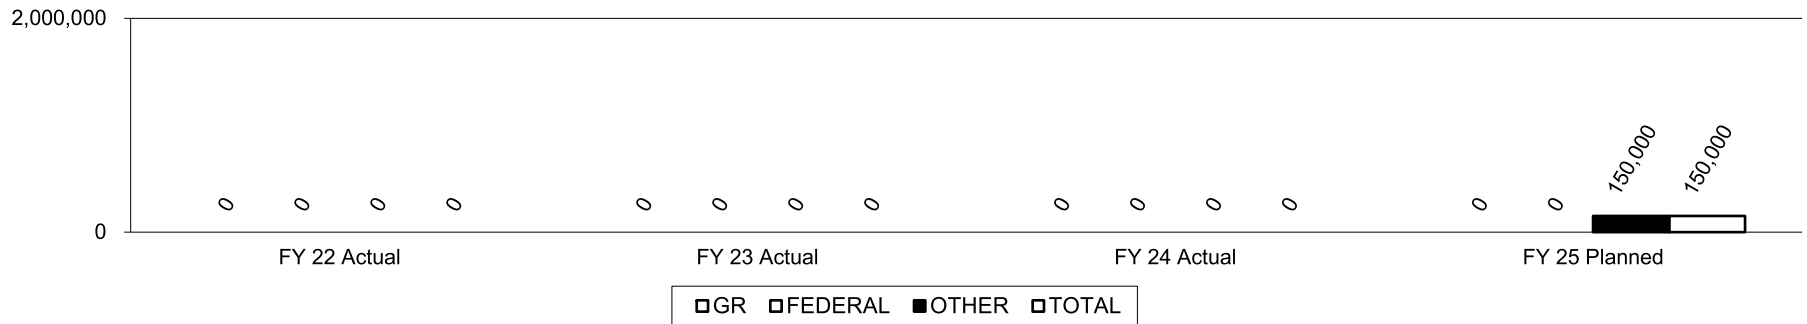 2,000,000
150,000 150,000
0 0 0 0 0 0 0 0 0 0 0 0 0 0
0
FY 22 Actual FY 23 Actual FY 24 Actual FY 25 Planned
GR FEDERAL OTHER TOTAL